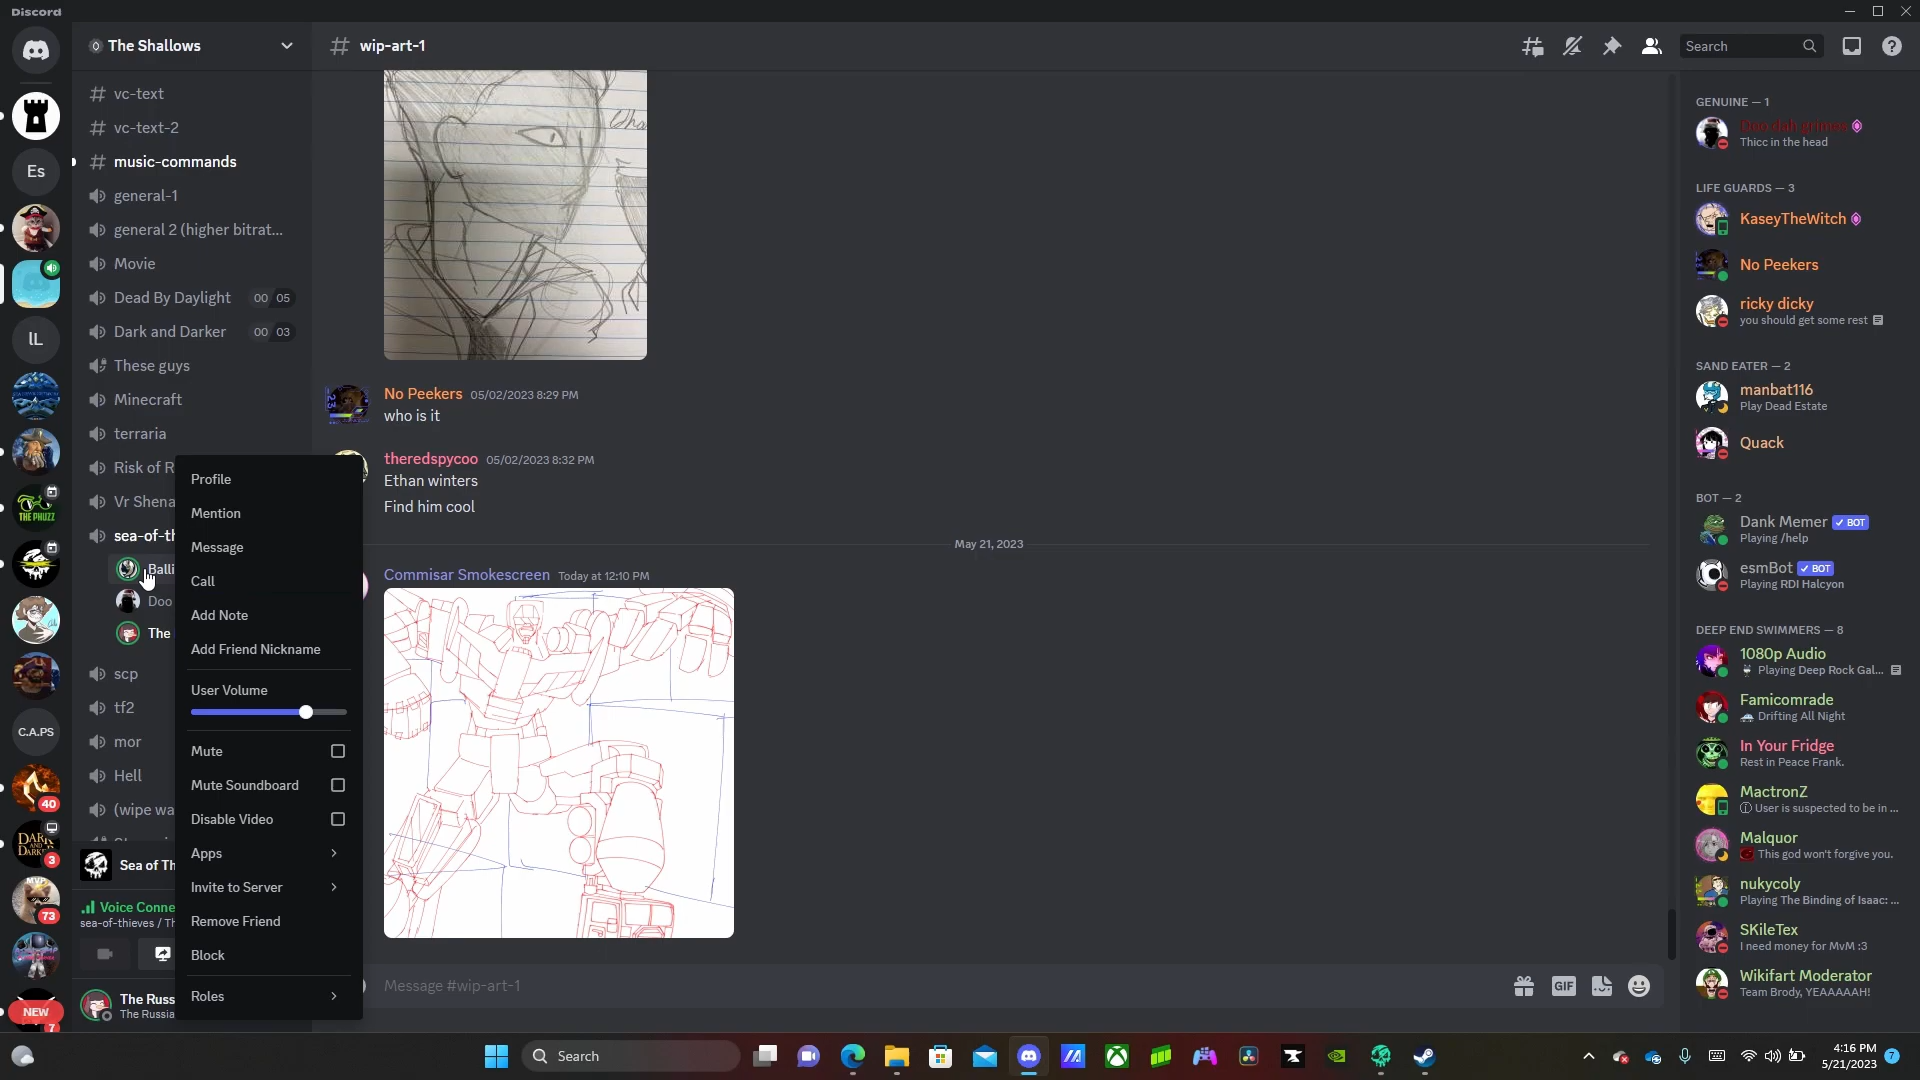 Discord
The Shallows
wip-art-1
Search
Es
IL
C.A.PS
40
3
73
NEW
7
THE PHUZZ
DARK
AND
DARKER
MVP
vc-text
vc-text-2
music-commands
general-1
general 2 (higher bitrat...
Movie
Dead By Daylight 00 05
Dark and Darker 00 03
These guys
Minecraft
terraria
Risk of R
Vr Shena
sea-of-th
Balli
Doo
The
scp
tf2
mor
Hell
(wipe wa
Sea of Th
Voice Conne
sea-of-thieves / Th
The Russ
The Russia
Profile
Mention
Message
Call
Add Note
Add Friend Nickname
User Volume
Mute
Mute Soundboard
Disable Video
Apps
Invite to Server
Remove Friend
Block
Roles
No Peekers 05/02/2023 8:29 PM
who is it
theredspycoo 05/02/2023 8:32 PM
Ethan winters
Find him cool
May 21, 2023
Commisar Smokescreen Today at 12:10 PM
Message #wip-art-1
GIF
GENUINE — 1
Thicc in the head
LIFE GUARDS — 3
KaseyTheWitch
No Peekers
ricky dicky
you should get some rest
SAND EATER — 2
manbat116
Play Dead Estate
Quack
BOT — 2
Dank Memer ✓ BOT
Playing /help
esmBot ✓ BOT
Playing RDI Halcyon
DEEP END SWIMMERS — 8
1080p Audio
Playing Deep Rock Gal...
Famicomrade
Drifting All Night
In Your Fridge
Rest in Peace Frank.
MactronZ
User is suspected to be in ...
Malquor
This god won't forgive you.
nukycoly
Playing The Binding of Isaac: ...
SKileTex
I need money for MvM :3
Wikifart Moderator
Team Brody, YEAAAAAH!
Search
4:16 PM
5/21/2023
7